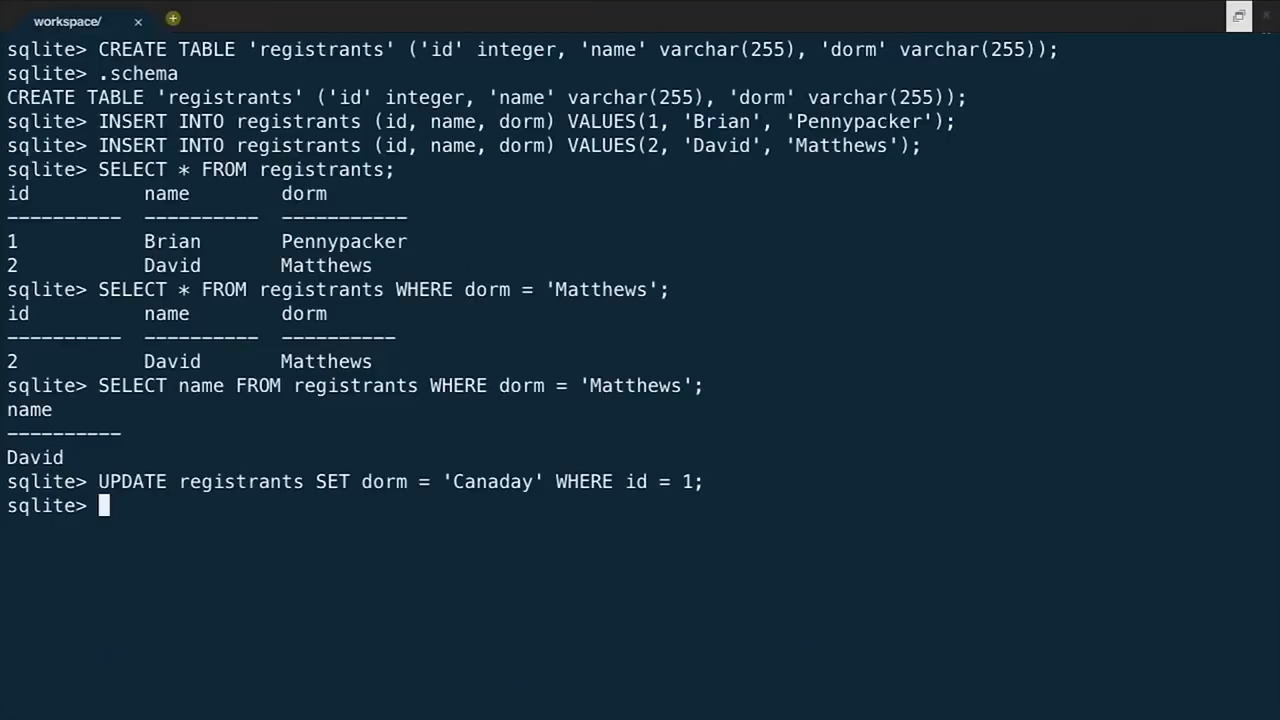 workspace/
sqlite> CREATE TABLE 'registrants' ('id' integer, 'name' varchar(255), 'dorm' varchar(255));
sqlite> .schema
CREATE TABLE 'registrants' ('id' integer, 'name' varchar(255), 'dorm' varchar(255));
sqlite> INSERT INTO registrants (id, name, dorm) VALUES(1, 'Brian', 'Pennypacker');
sqlite> INSERT INTO registrants (id, name, dorm) VALUES(2, 'David', 'Matthews');
sqlite> SELECT * FROM registrants;
id          name        dorm
----------  ----------  -----------
1           Brian       Pennypacker
2           David       Matthews
sqlite> SELECT * FROM registrants WHERE dorm = 'Matthews';
id          name        dorm
----------  ----------  ----------
2           David       Matthews
sqlite> SELECT name FROM registrants WHERE dorm = 'Matthews';
name
----------
David
sqlite> UPDATE registrants SET dorm = 'Canaday' WHERE id = 1;
sqlite>